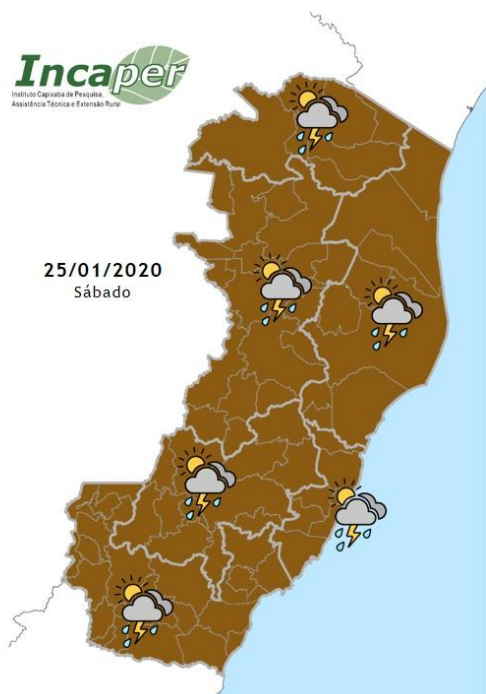 Incaper
Instituto Capixaba de Pesquisa,
Assistência Técnica e Extensão Rural
25/01/2020
Sábado